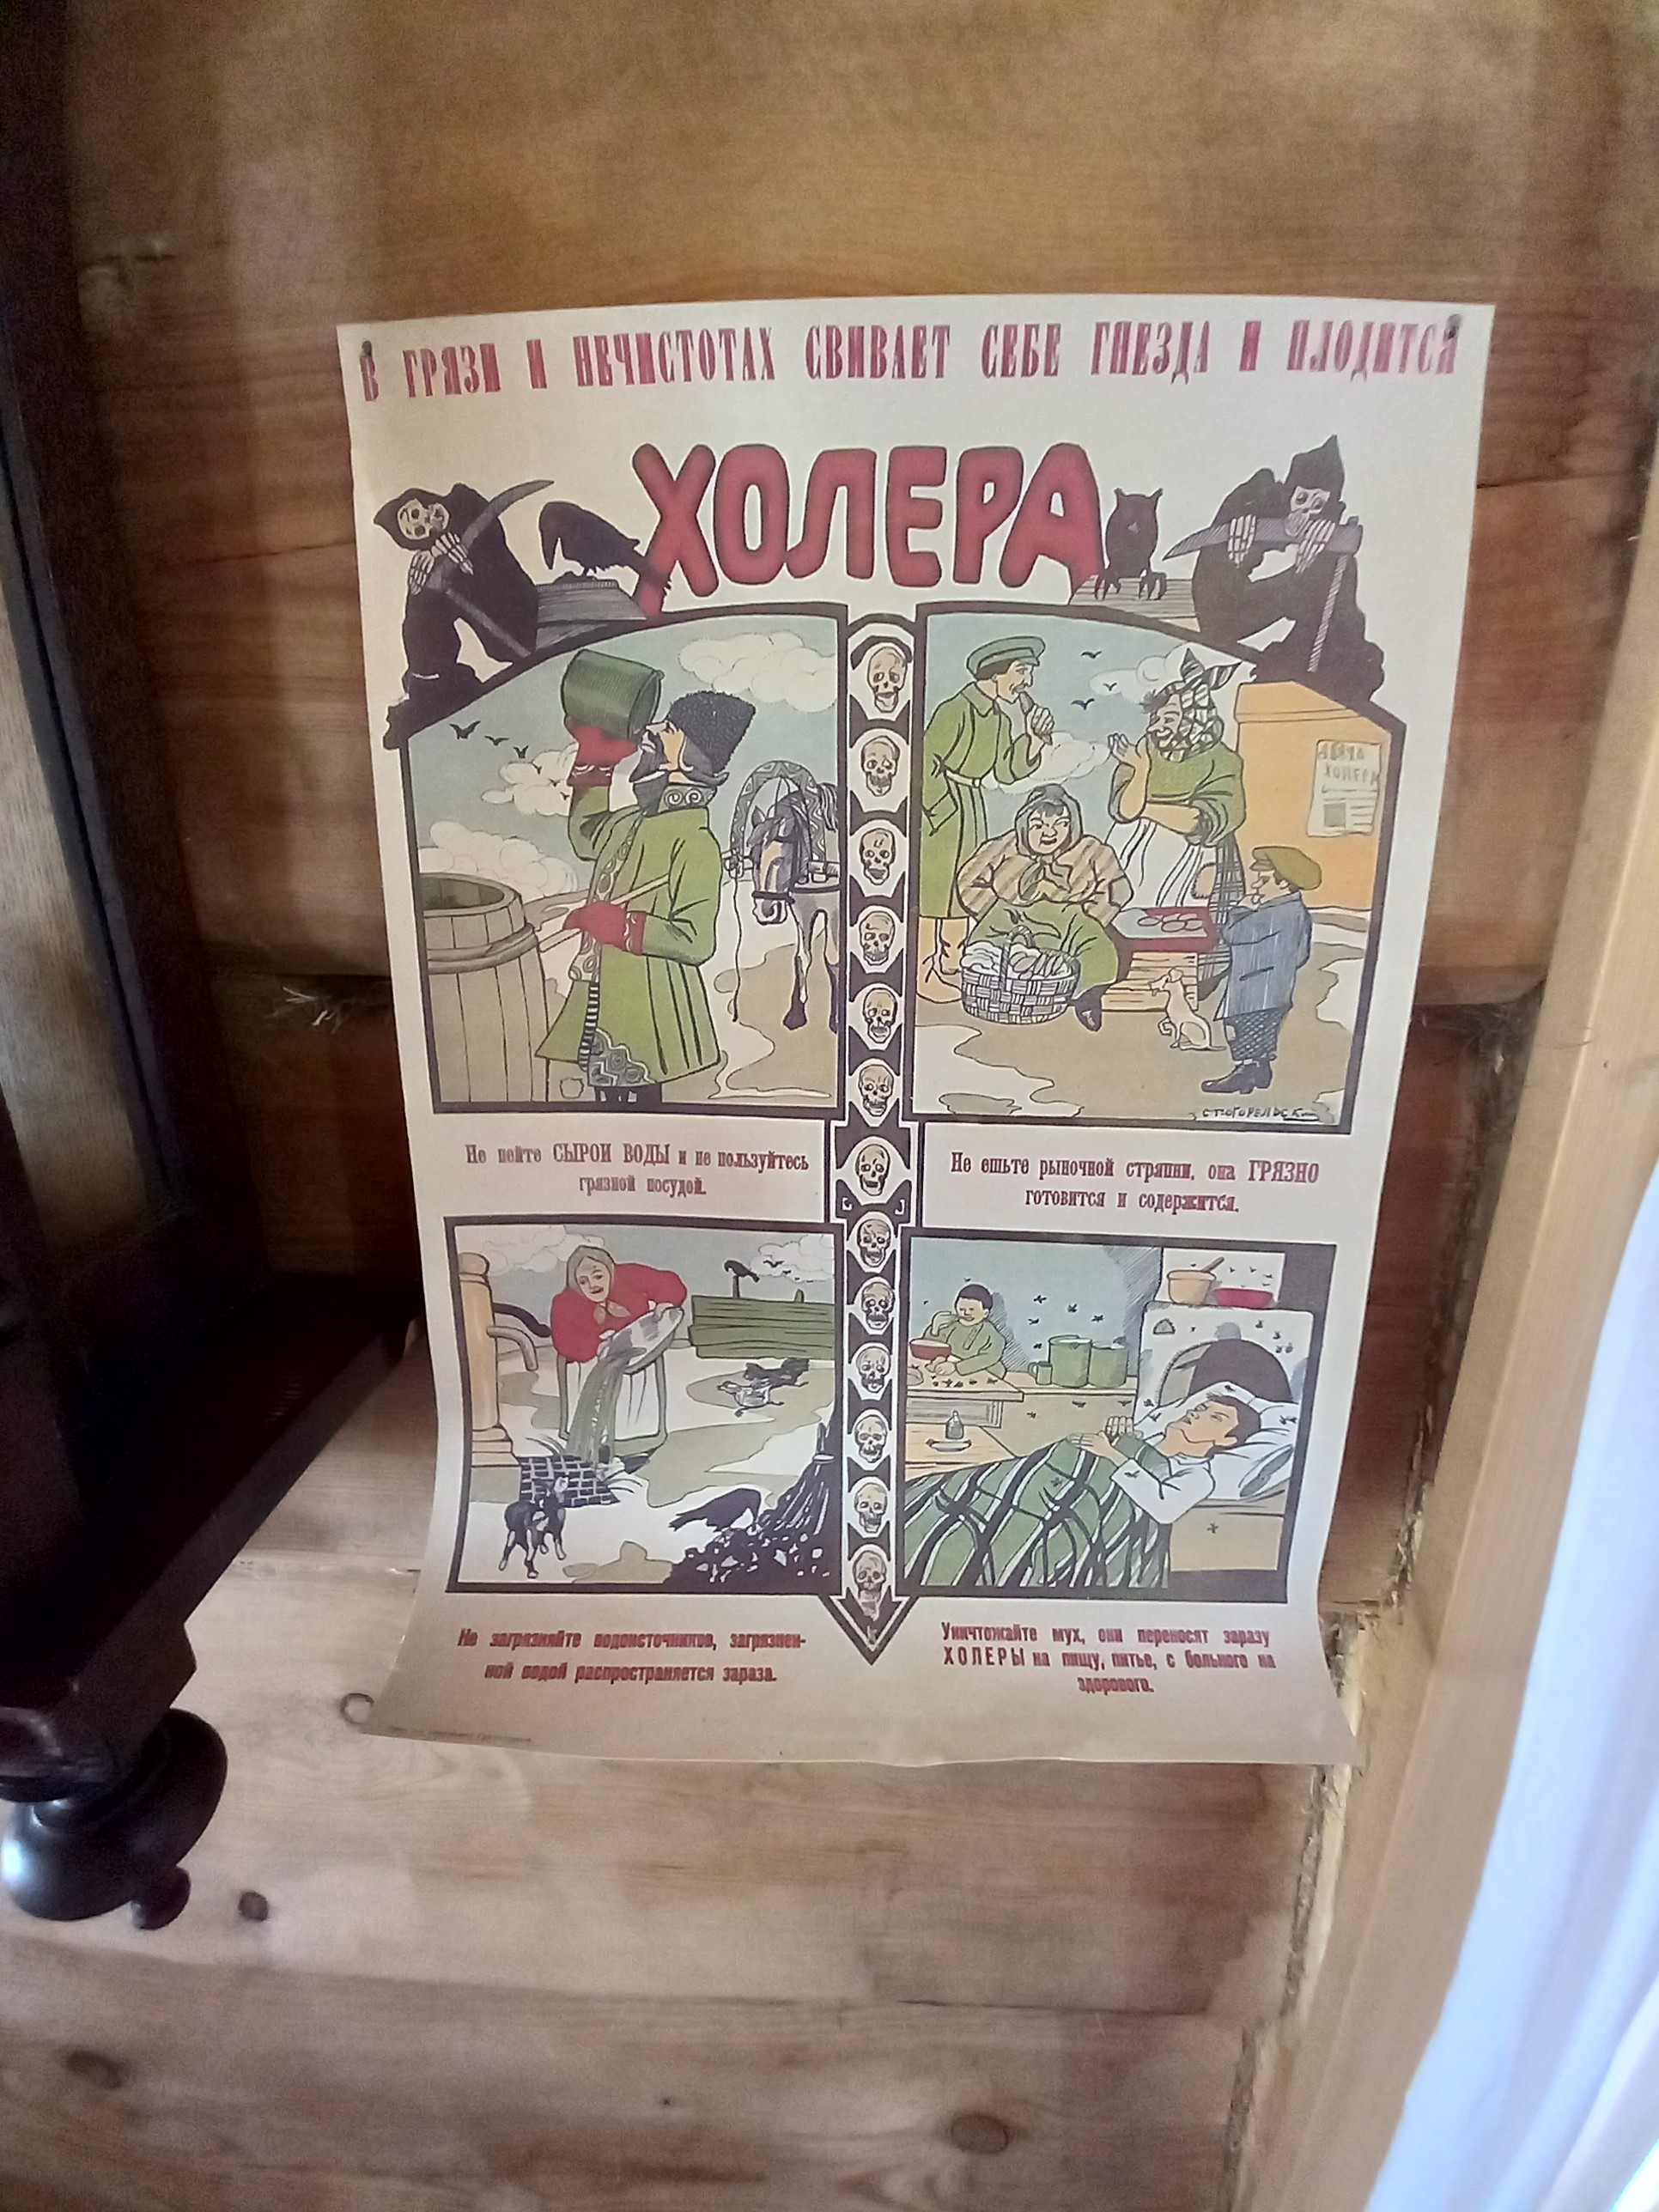 В ГРЯЗИ И НЕЧИСТОТАХ СВИВАЕТ СЕБЕ ГНЕЗДА И ПЛОДИТСЯ
ХОЛЕРА
ХОЛЕРА
С ПОГОРЕЛЬСКИ
Не пейте СЫРОЙ ВОДЫ и не пользуйтесь
грязной посудой.
Не ешьте рыночной стряпни, она ГРЯЗНО
готовится и содержится.
Не загрязняйте водоисточников, загрязнен-
ной водой распространяется зараза.
Уничтожайте мух, они переносят заразу
ХОЛЕРЫ на пищу, питье, с больного на
здорового.